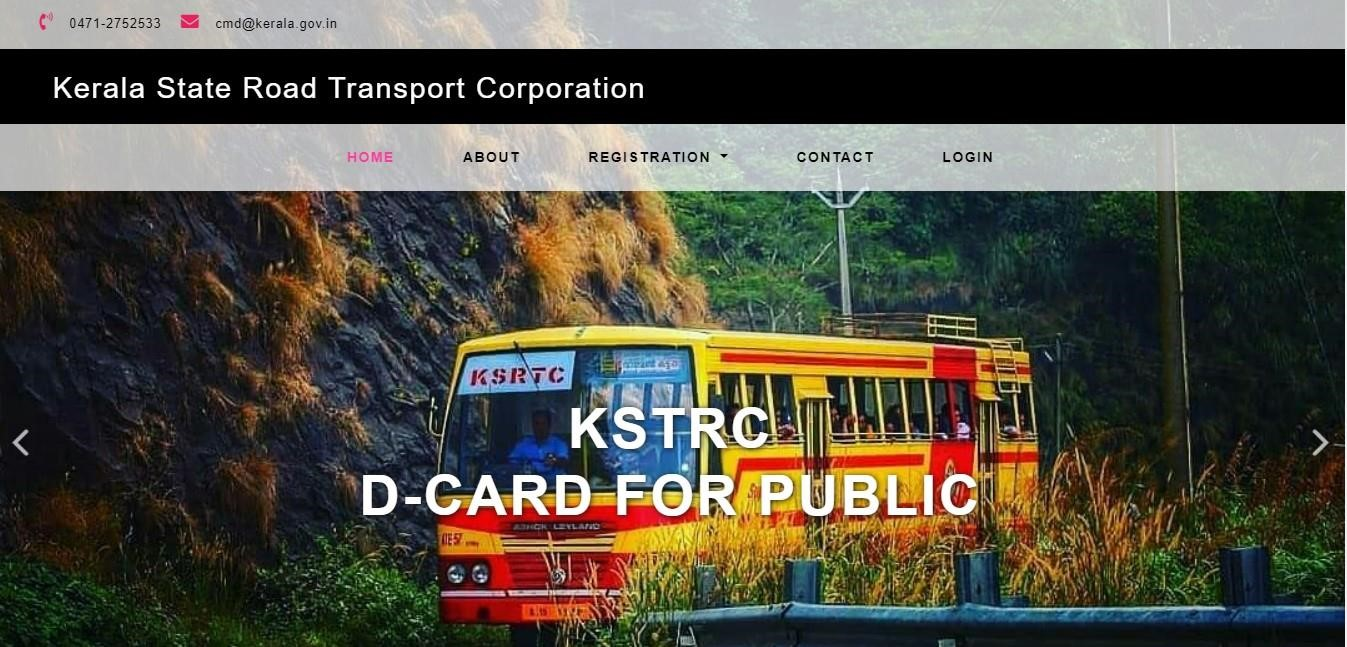 0471-2752533 cmd@kerala.gov.in
Kerala State Road Transport Corporation
HOME ABOUT REGISTRATION CONTACT LOGIN
KSRTC
KSTRC
D-CARD FOR PUBLIC
ASHOK LEYLAND